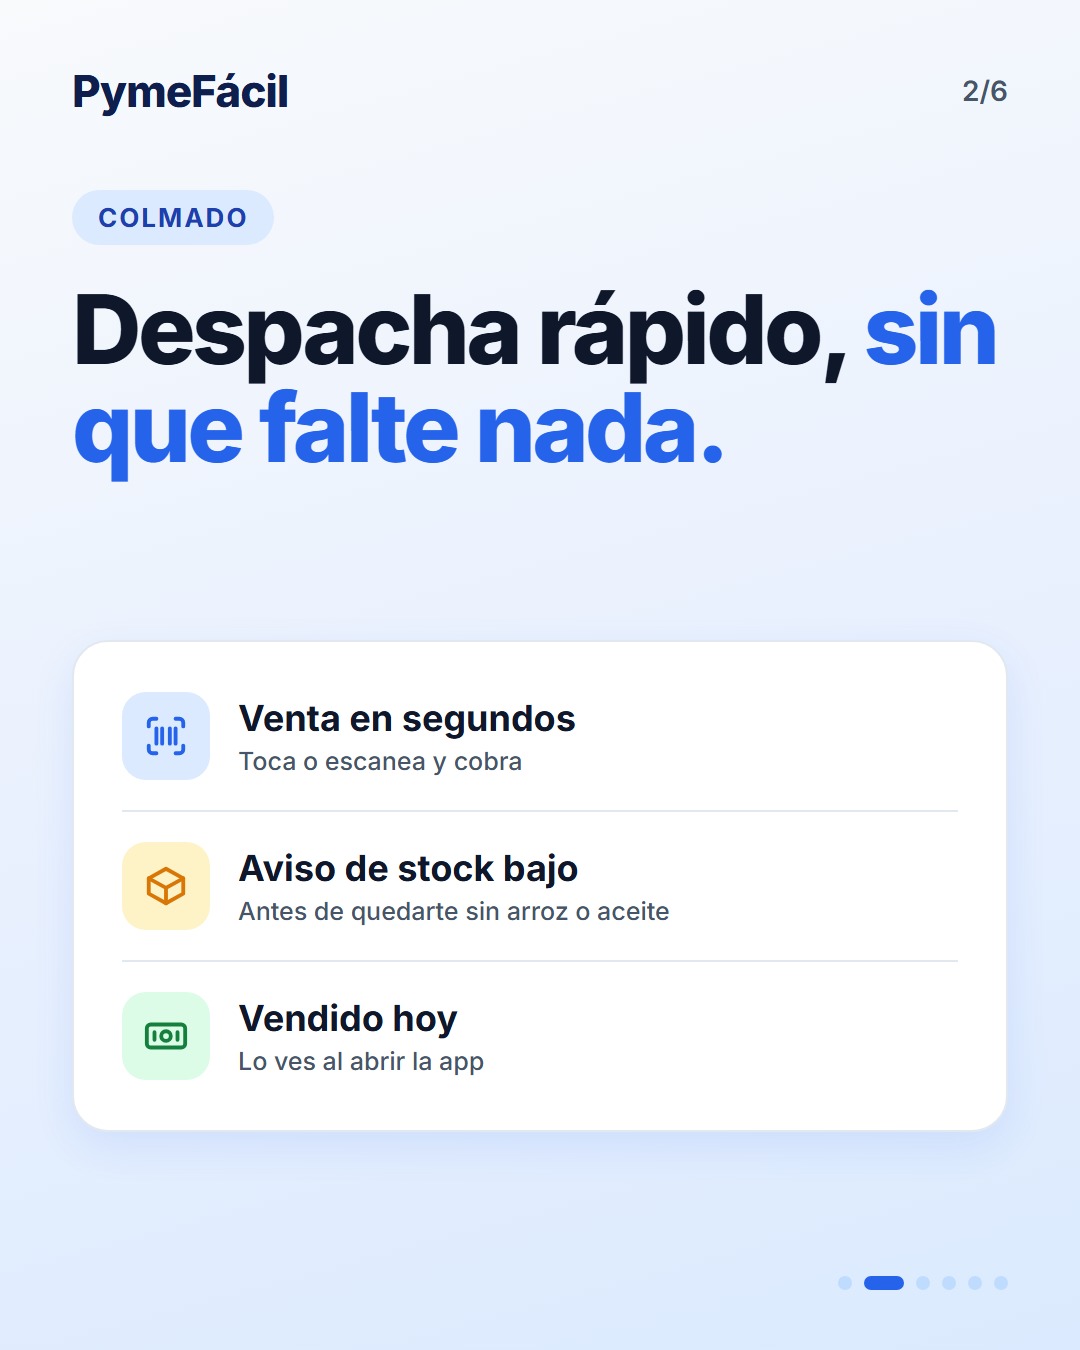 PymeFácil
2/6
COLMADO
Despacha rápido, sin
que falte nada.
Venta en segundos
Toca o escanea y cobra
Aviso de stock bajo
Antes de quedarte sin arroz o aceite
Vendido hoy
Lo ves al abrir la app